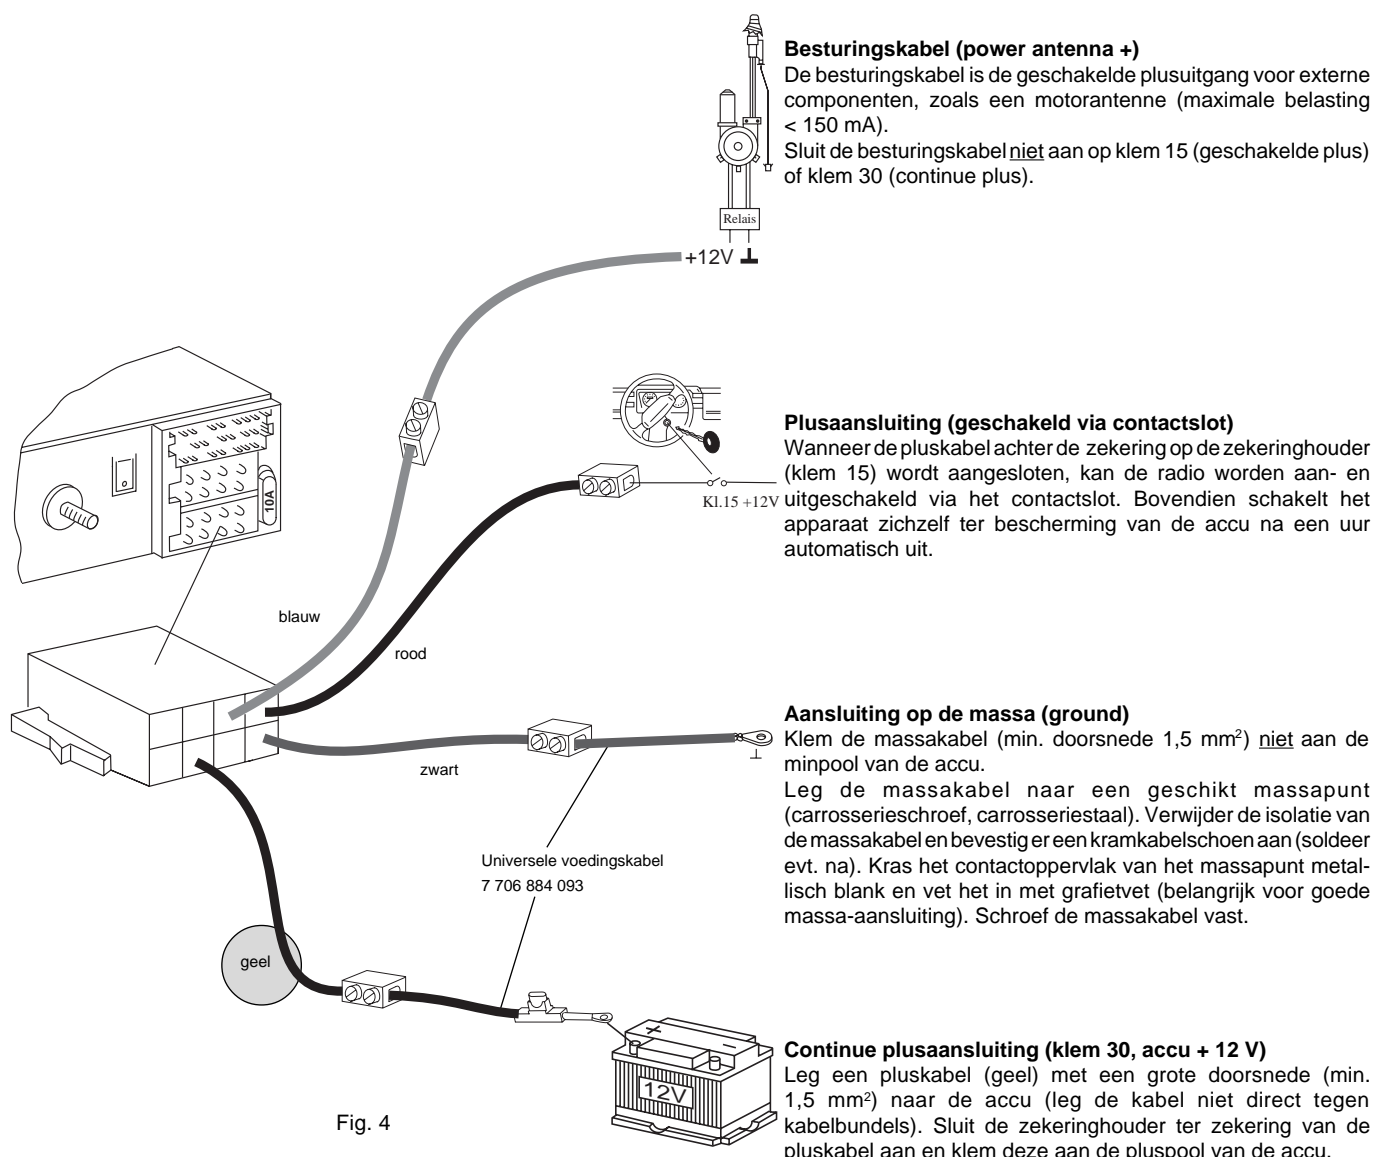 Besturingskabel (power antenna +)
De besturingskabel is de geschakelde plusuitgang voor externe
componenten, zoals een motorantenne (maximale belasting
< 150 mA).
Sluit de besturingskabel niet aan op klem 15 (geschakelde plus)
of klem 30 (continue plus).
Relais
+12V
Plusaansluiting (geschakeld via contactslot)
Wanneer de pluskabel achter de zekering op de zekeringhouder
(klem 15) wordt aangesloten, kan de radio worden aan- en
uitgeschakeld via het contactslot. Bovendien schakelt het
apparaat zichzelf ter bescherming van de accu na een uur
automatisch uit.
Kl.15 +12V
10A
blauw
rood
zwart
Aansluiting op de massa (ground)
Klem de massakabel (min. doorsnede 1,5 mm²) niet aan de
minpool van de accu.
Leg de massakabel naar een geschikt massapunt
(carrosserieschroef, carrosseriestaal). Verwijder de isolatie van
de massakabel en bevestig er een kramkabelschoen aan (soldeer
evt. na). Kras het contactoppervlak van het massapunt metal-
lisch blank en vet het in met grafietvet (belangrijk voor goede
massa-aansluiting). Schroef de massakabel vast.
Universele voedingskabel
7 706 884 093
geel
+ −
12V
Continue plusaansluiting (klem 30, accu + 12 V)
Leg een pluskabel (geel) met een grote doorsnede (min.
1,5 mm²) naar de accu (leg de kabel niet direct tegen
kabelbundels). Sluit de zekeringhouder ter zekering van de
pluskabel aan en klem deze aan de pluspool van de accu.
Fig. 4